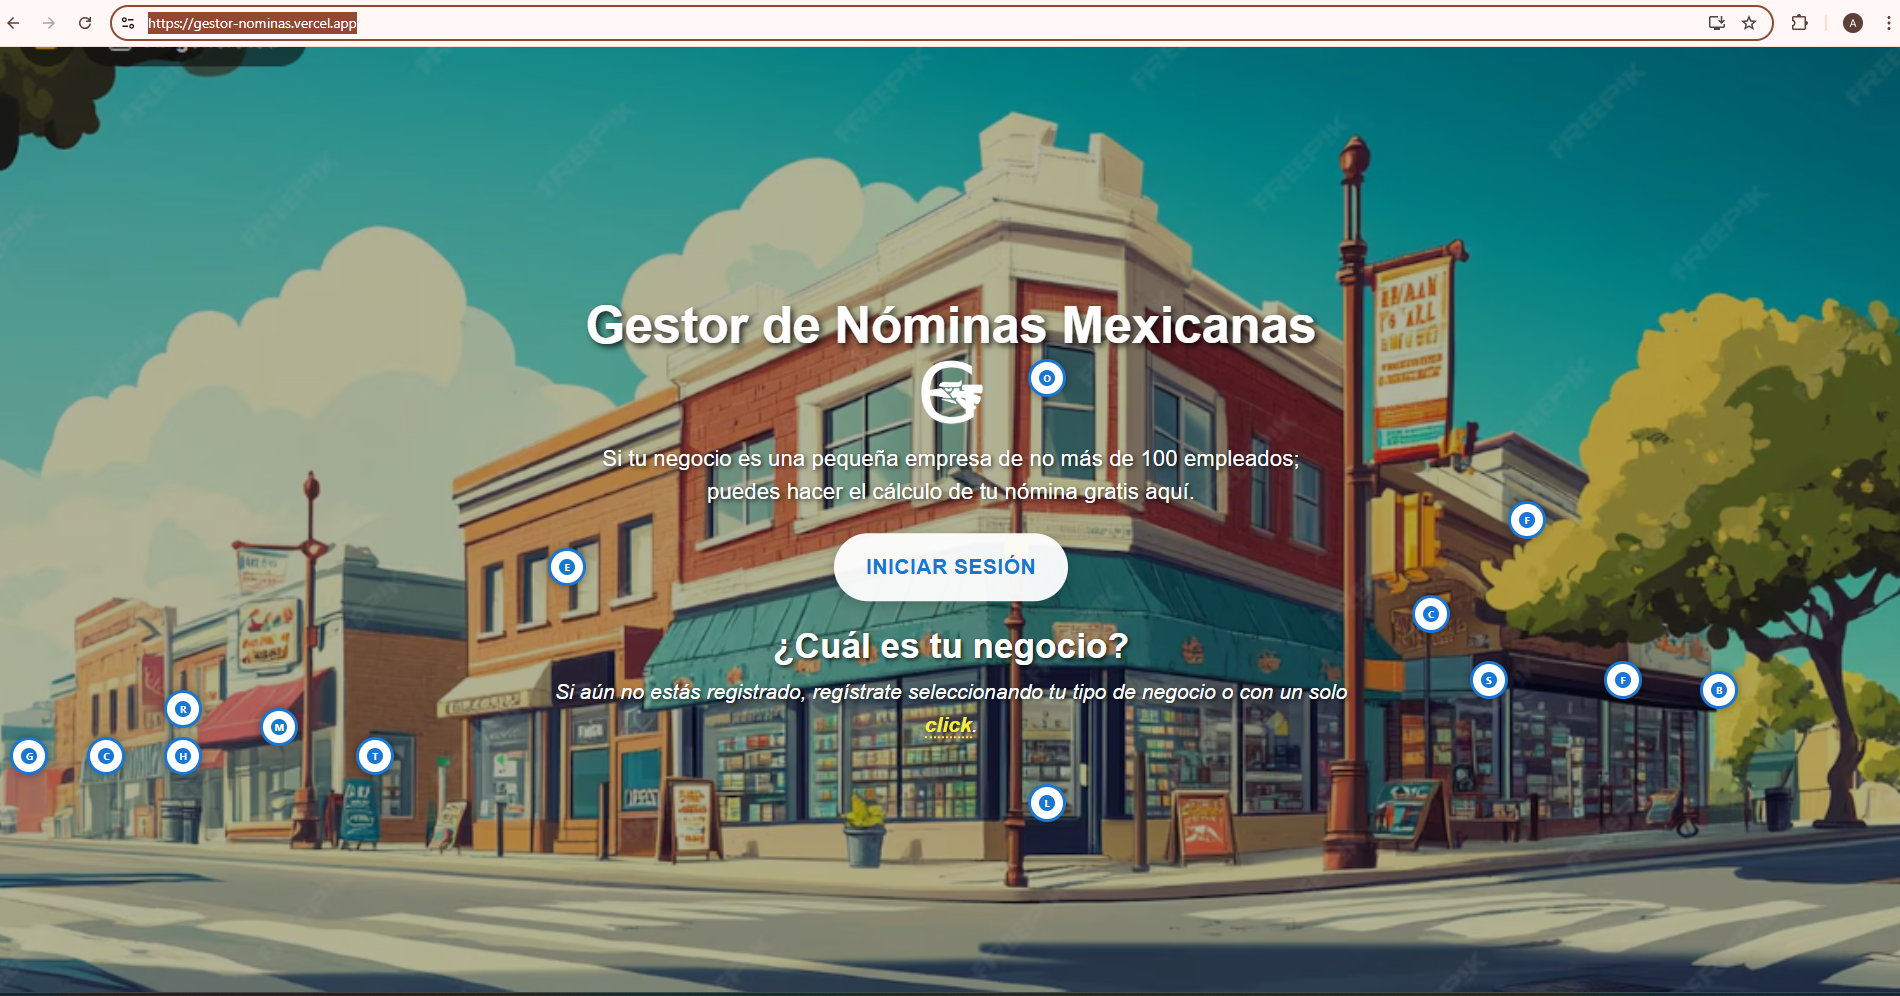 https://gestor-nominas.vercel.app
A
FREEPIK
Gestor de Nóminas Mexicanas
O
Si tu negocio es una pequeña empresa de no más de 100 empleados;
puedes hacer el cálculo de tu nómina gratis aquí.
F
E
INICIAR SESIÓN
C
¿Cuál es tu negocio?
S
F
B
Si aún no estás registrado, regístrate seleccionando tu tipo de negocio o con un solo
click.
R
M
G
C
H
T
L